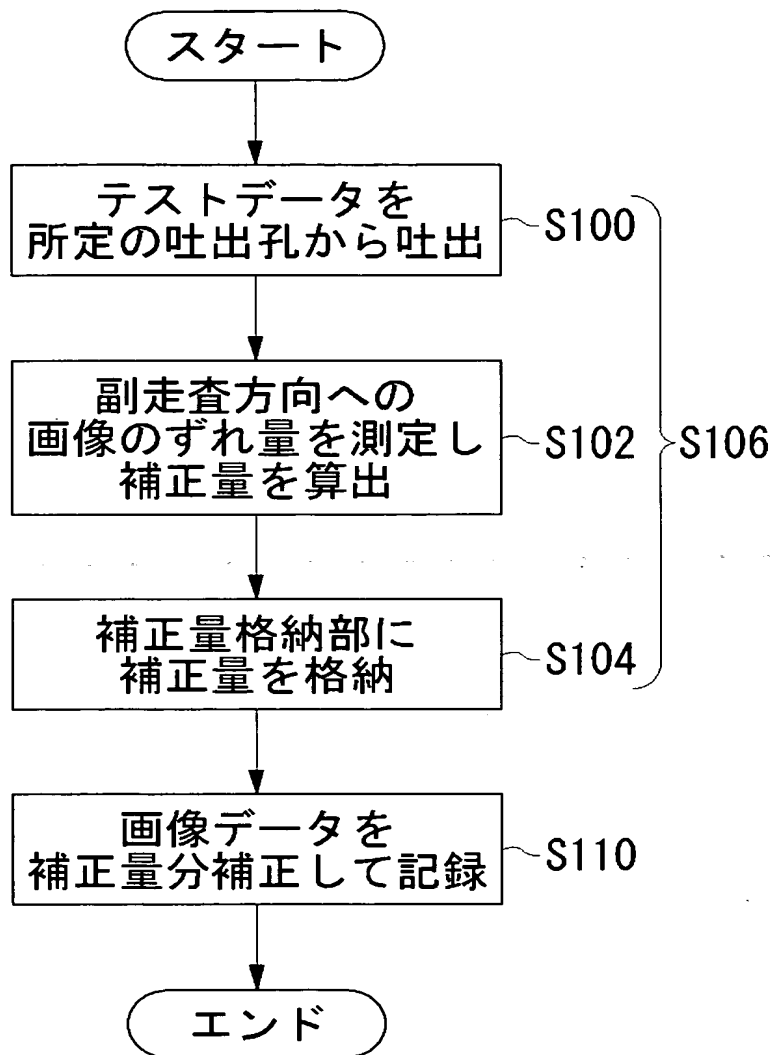 スタート
テストデータを
所定の吐出孔から吐出
S100
副走査方向への
画像のずれ量を測定し
補正量を算出
S102
S106
補正量格納部に
補正量を格納
S104
画像データを
補正量分補正して記録
S110
エンド